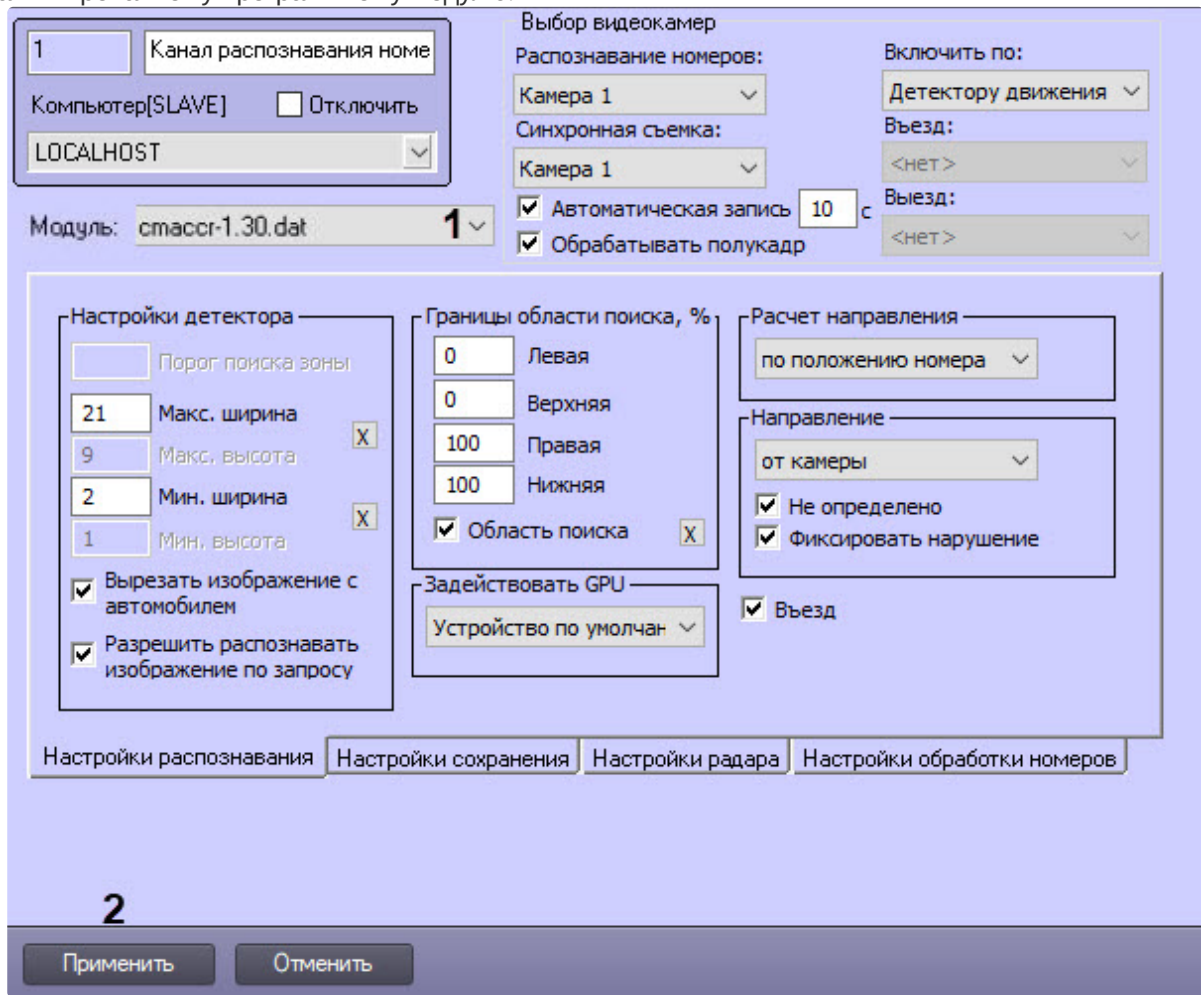 1
Канал распознавания номе
Компьютер[SLAVE]
Отключить
LOCALHOST
Модуль:
cmaccr-1.30.dat
1
Выбор видеокамер
Распознавание номеров:
Камера 1
Синхронная съемка:
Камера 1
Автоматическая запись 10 с
Обрабатывать полукадр
Включить по:
Детектору движения
Въезд:
<нет>
Выезд:
<нет>
Настройки детектора
Порог поиска зоны
21 Макс. ширина
X
9 Макс. высота
2 Мин. ширина
X
1 Мин. высота
Вырезать изображение с
автомобилем
Разрешить распознавать
изображение по запросу
Границы области поиска, %
0 Левая
0 Верхняя
100 Правая
100 Нижняя
Область поиска X
Задействовать GPU
Устройство по умолчан
Расчет направления
по положению номера
Направление
от камеры
Не определено
Фиксировать нарушение
Въезд
Настройки распознавания
Настройки сохранения
Настройки радара
Настройки обработки номеров
2
Применить
Отменить